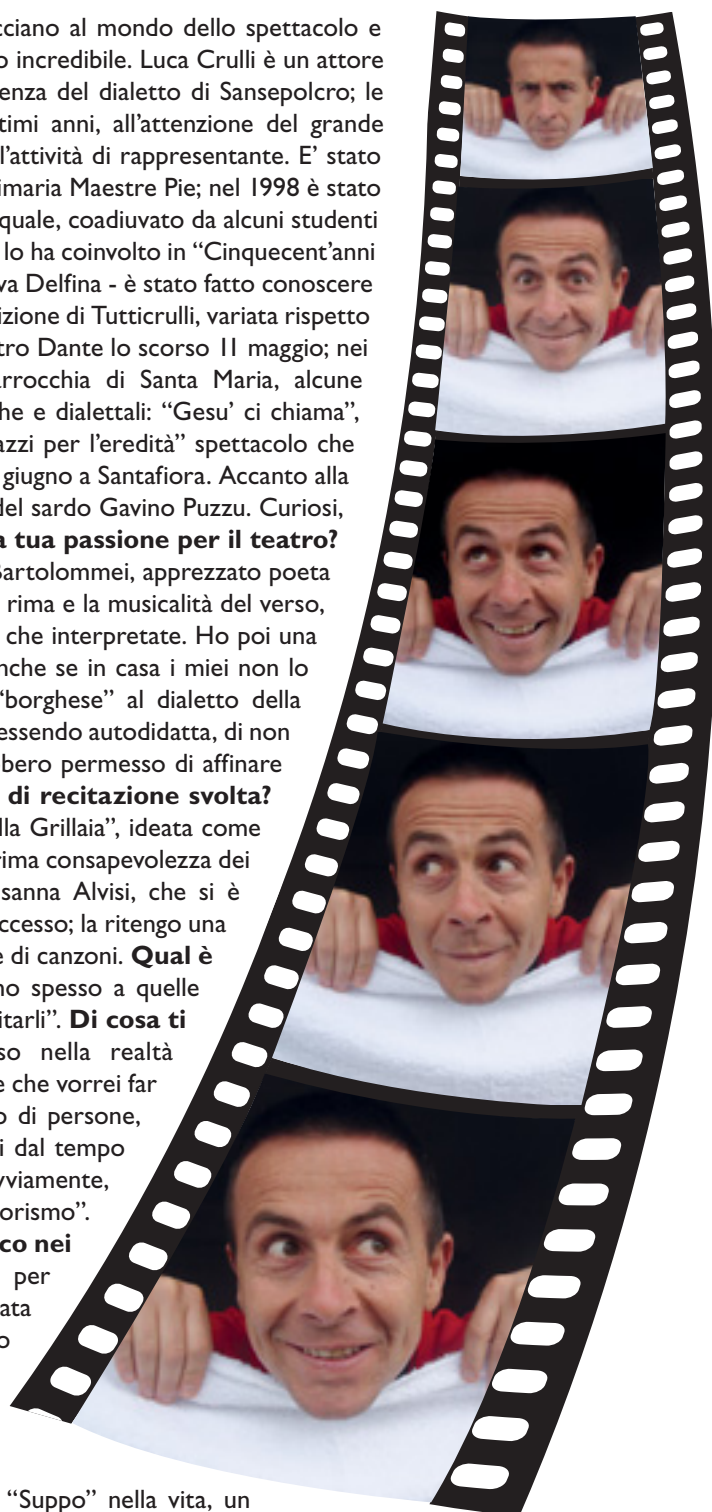 cciano al mondo dello spettacolo e
o incredibile. Luca Crulli è un attore
enza del dialetto di Sansepolcro; le
timi anni, all'attenzione del grande
l'attività di rappresentante. E' stato
imaria Maestre Pie; nel 1998 è stato
quale, coadiuvato da alcuni studenti
lo ha coinvolto in “Cinquecent'anni
va Delfina - è stato fatto conoscere
izione di Tutticrulli, variata rispetto
tro Dante lo scorso 11 maggio; nei
arrocchia di Santa Maria, alcune
he e dialettali: “Gesu' ci chiama”,
azzi per l'eredità” spettacolo che
giugno a Santafiora. Accanto alla
del sardo Gavino Puzzu. Curiosi,
a tua passione per il teatro?
Bartolommei, apprezzato poeta
rima e la musicalità del verso,
che interpretate. Ho poi una
nche se in casa i miei non lo
“borghese” al dialetto della
essendo autodidatta, di non
bero permesso di affinare
di recitazione svolta?
lla Grillaia”, ideata come
rima consapevolezza dei
sanna Alvisi, che si è
ccesso; la ritengo una
e di canzoni. Qual è
no spesso a quelle
itarli”. Di cosa ti
so nella realtà
e che vorrei far
o di persone,
i dal tempo
vviamente,
orismo”.
co nei
per
ata
o
“Suppo” nella vita, un